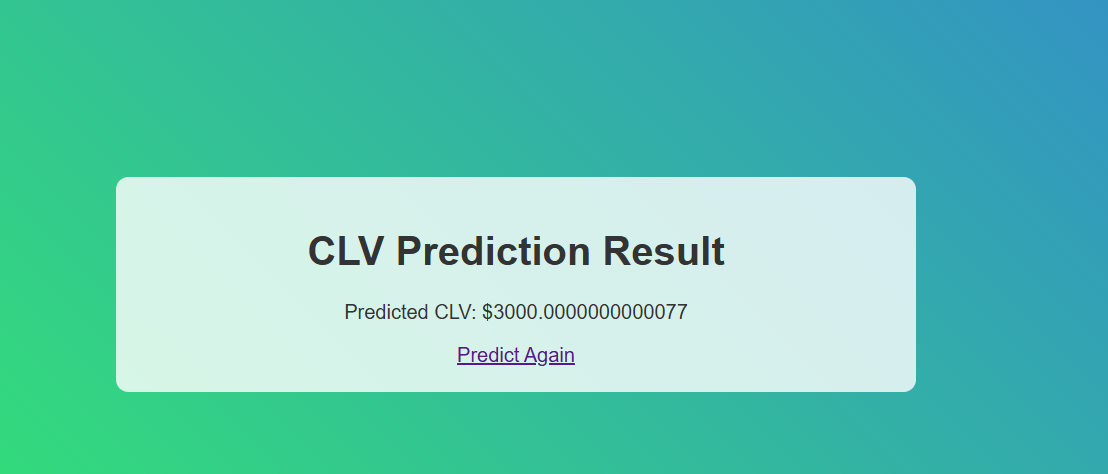 CLV Prediction Result
Predicted CLV: $3000.0000000000077
Predict Again